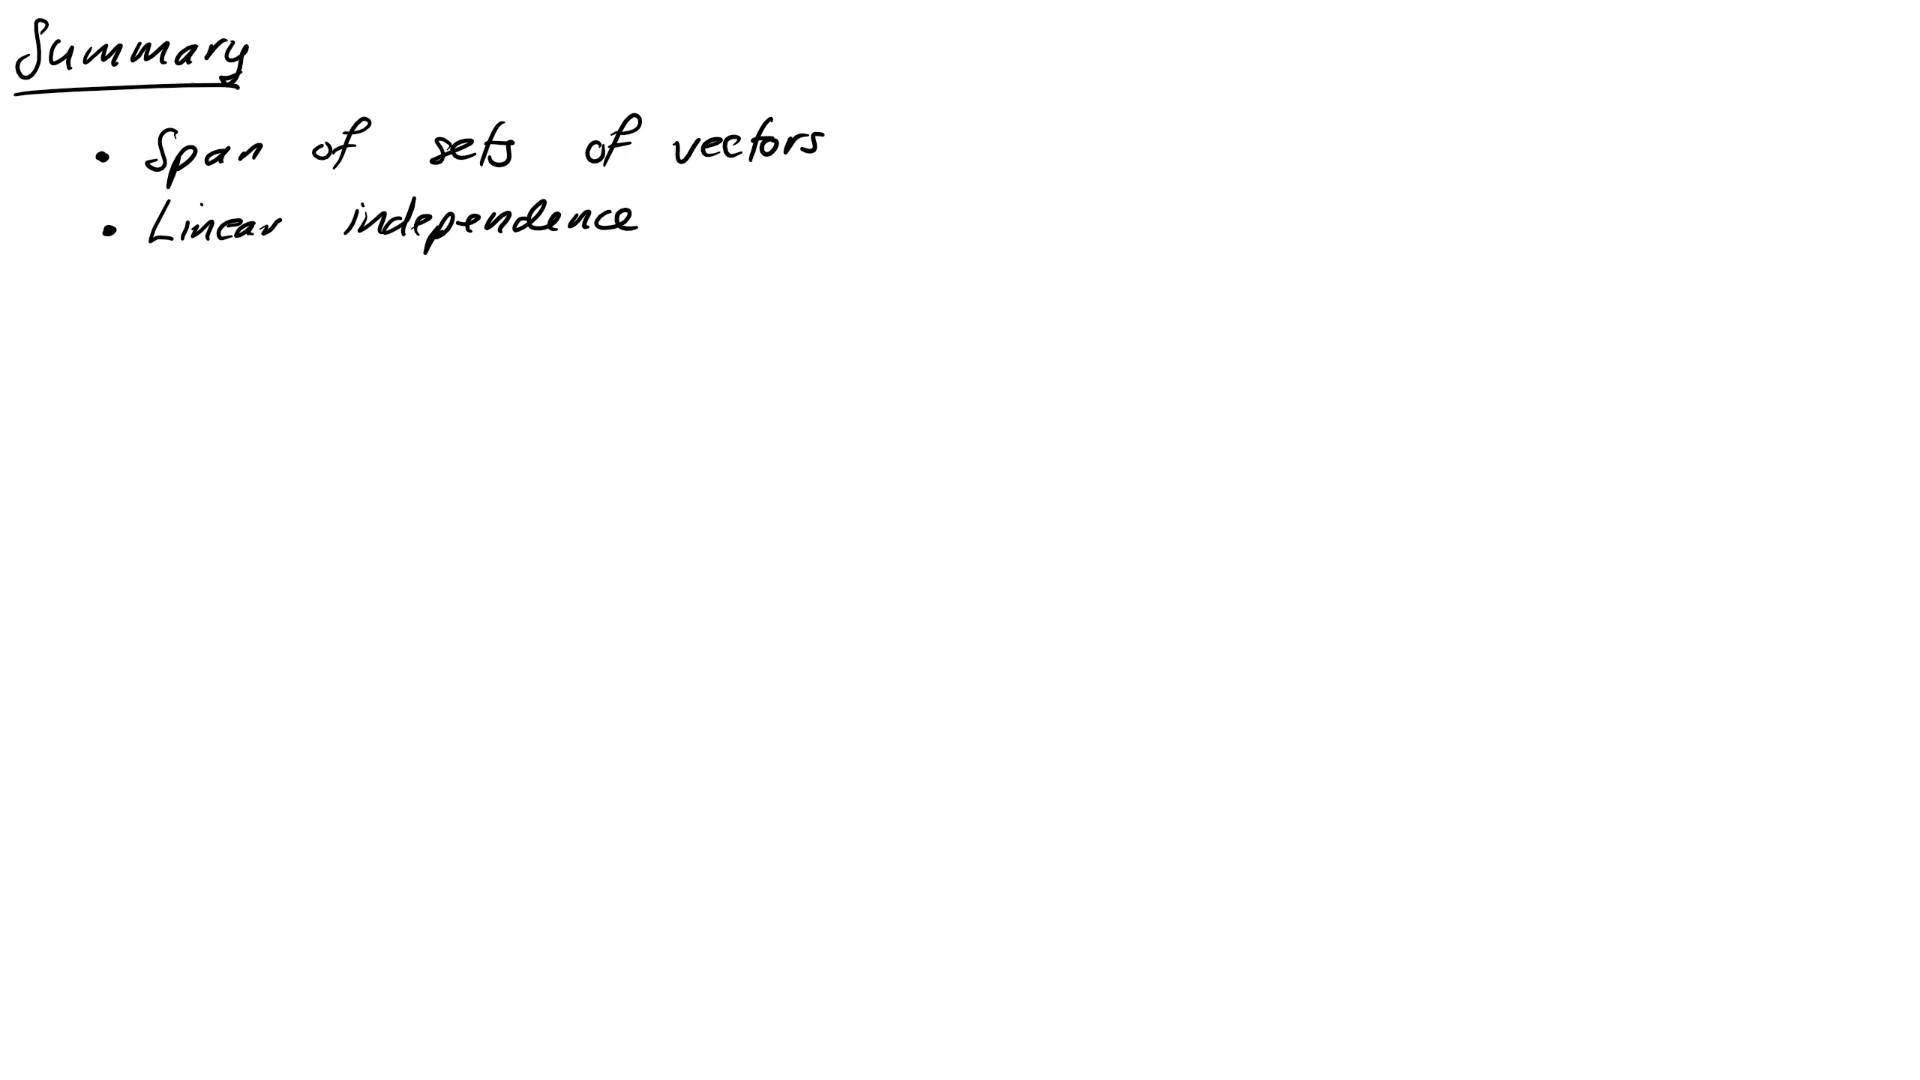 Summary
• Span of sets of vectors
• Linear independence